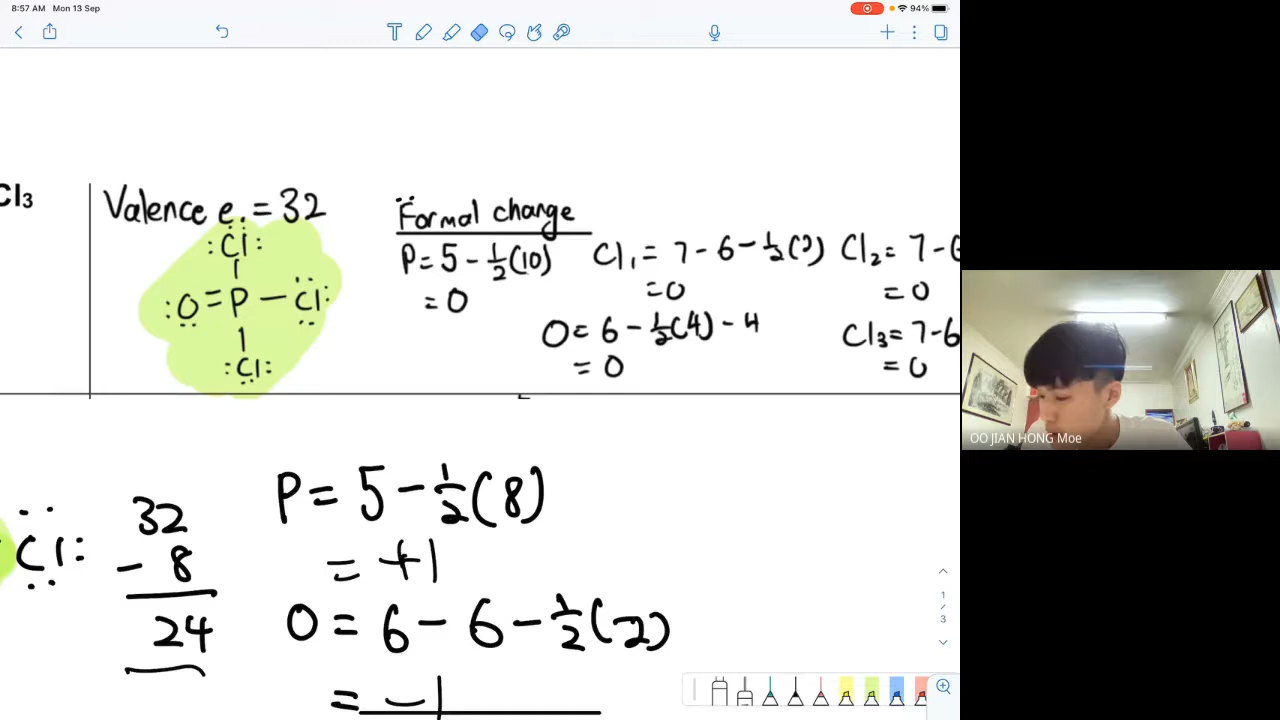 8:57 AM Mon 13 Sep
94%
Cl3
Valence e. = 32
:Cl:
:O=P-Cl:
:Cl:
Formal change
P = 5 - 1/2(10)
= 0
Cl1 = 7 - 6 - 1/2(2)
= 0
Cl2 = 7 - 6
= 0
O = 6 - 1/2(4) - 4
= 0
Cl3 = 7 - 6
= 0
Cl:
32
- 8
24
P = 5 - 1/2(8)
= +1
O = 6 - 6 - 1/2(2)
= -1
1
/
3
OO JIAN HONG Moe